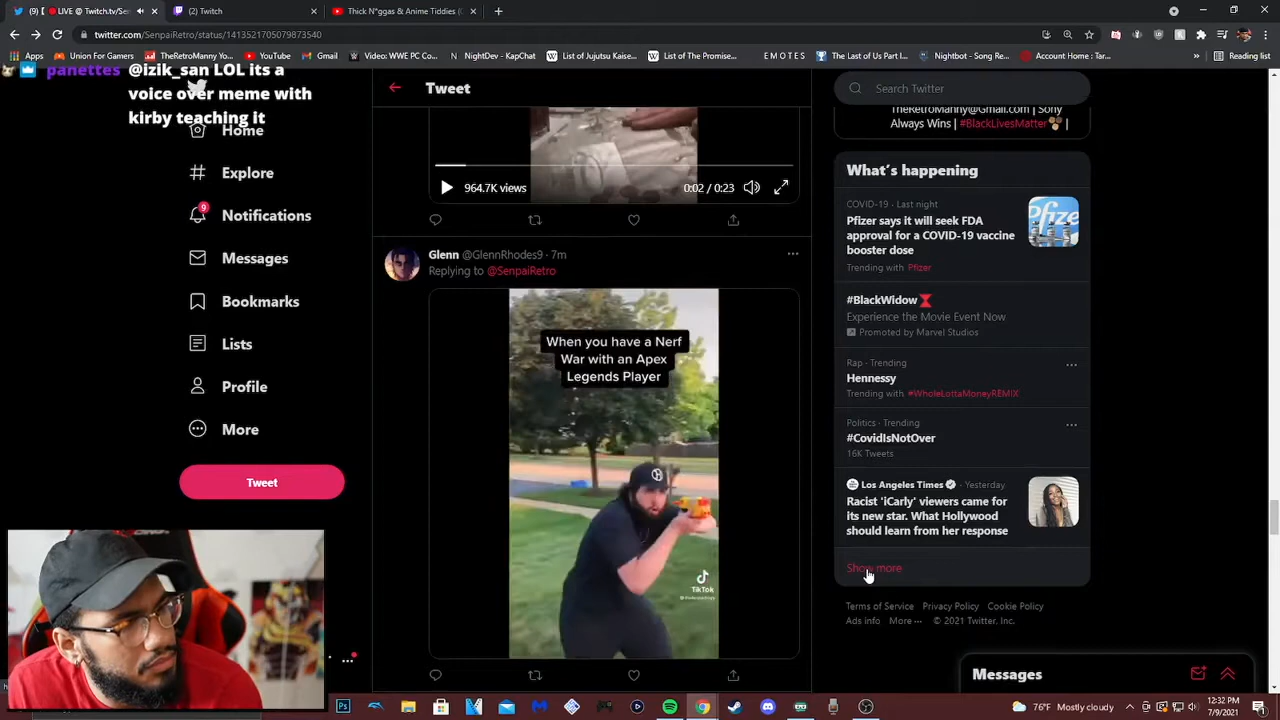 (9) LIVE @ Twitch.tv/Se
(2) Twitch
Thick N*ggas & Anime Tiddies (
twitter.com/SenpaiRetro/status/1413521705079873540
Apps
Union For Gamers
YouTube
Gmail
Video: WWE PC Con...
NightDev - KapChat
List of Jutujutsu Kaise...
List of The Promise...
E M O T E S
The Last of Us Part...
Nightbot - Song Re...
Account Home : Tar...
Reading list
panettes @izik_san LOL its a
voice over meme with
kirby teaching it
Home
Explore
9
Notifications
Messages
Bookmarks
Lists
Profile
More
Tweet
Tweet
964.7K views
0:02 / 0:23
Glenn @GlennRhodes9 · 7m
Replying to @SenpaiRetro
When you have a Nerf
War with an Apex
Legends Player
TikTok
Search Twitter
TheRetroManny@Gmail.com | Sony
Always Wins | #BlackLivesMatter |
What's happening
COVID-19 · Last night
Pfizer says it will seek FDA
approval for a COVID-19 vaccine
booster dose
Trending with Pfizer
Pfizer
#BlackWidow
Experience the Movie Event Now
Promoted by Marvel Studios
Rap · Trending
Hennessy
Trending with #WholeLottaMoneyREMIX
Politics · Trending
#CovidIsNotOver
16K Tweets
Los Angeles Times · Yesterday
Racist 'iCarly' viewers came for
its new star. What Hollywood
should learn from her response
Show more
Terms of Service Privacy Policy Cookie Policy
Ads info More ··· © 2021 Twitter, Inc.
Messages
76°F Mostly cloudy
12:32 PM
7/9/2021